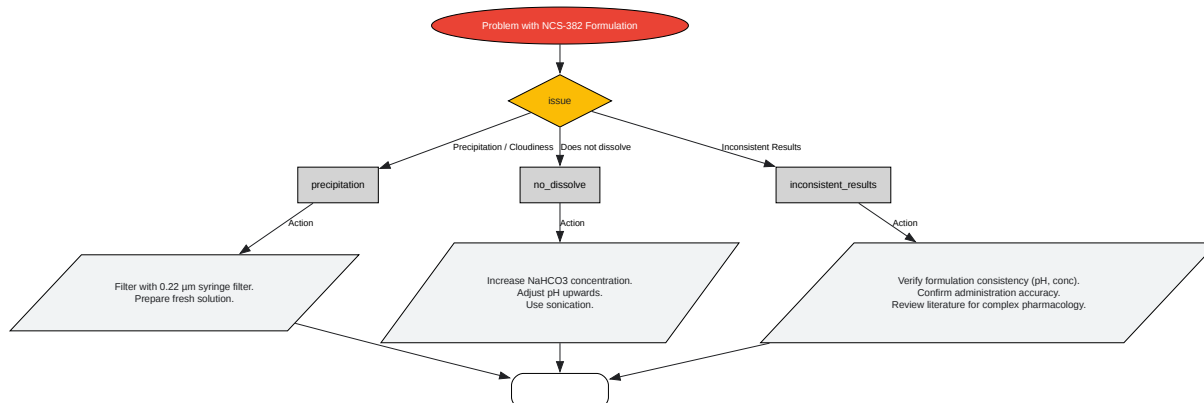 Problem with NCS-382 Formulation
issue
Precipitation / Cloudiness
Does not dissolve
Inconsistent Results
precipitation
no_dissolve
inconsistent_results
Action
Action
Action
Filter with 0.22 µm syringe filter.
Prepare fresh solution.
Increase NaHCO3 concentration.
Adjust pH upwards.
Use sonication.
Verify formulation consistency (pH, conc).
Confirm administration accuracy.
Review literature for complex pharmacology.